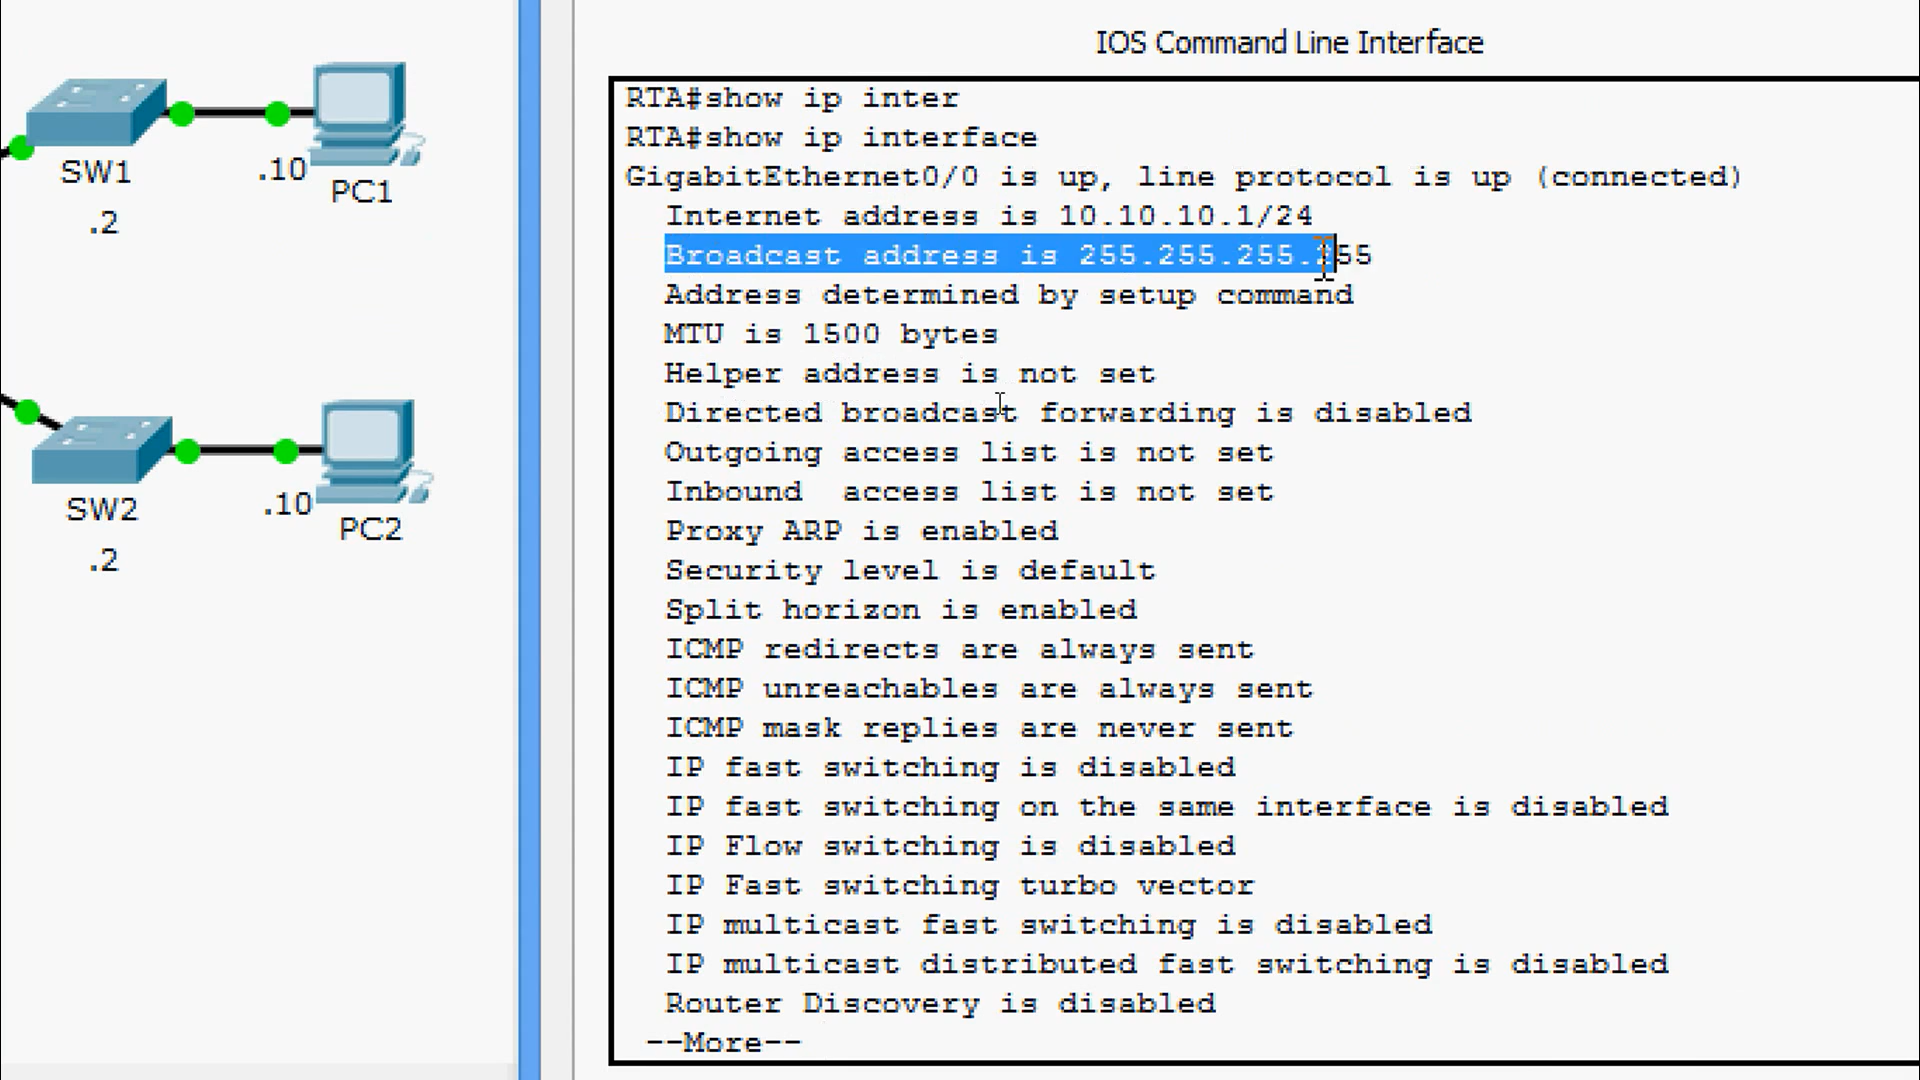 IOS Command Line Interface
RTA#show ip inter
RTA#show ip interface
GigabitEthernet0/0 is up, line protocol is up (connected)
Internet address is 10.10.10.1/24
Broadcast address is 255.255.255.255
Address determined by setup command
MTU is 1500 bytes
Helper address is not set
Directed broadcast forwarding is disabled
Outgoing access list is not set
Inbound  access list is not set
Proxy ARP is enabled
Security level is default
Split horizon is enabled
ICMP redirects are always sent
ICMP unreachables are always sent
ICMP mask replies are never sent
IP fast switching is disabled
IP fast switching on the same interface is disabled
IP Flow switching is disabled
IP Fast switching turbo vector
IP multicast fast switching is disabled
IP multicast distributed fast switching is disabled
Router Discovery is disabled
--More--
SW1
.2
.10
PC1
SW2
.2
.10
PC2